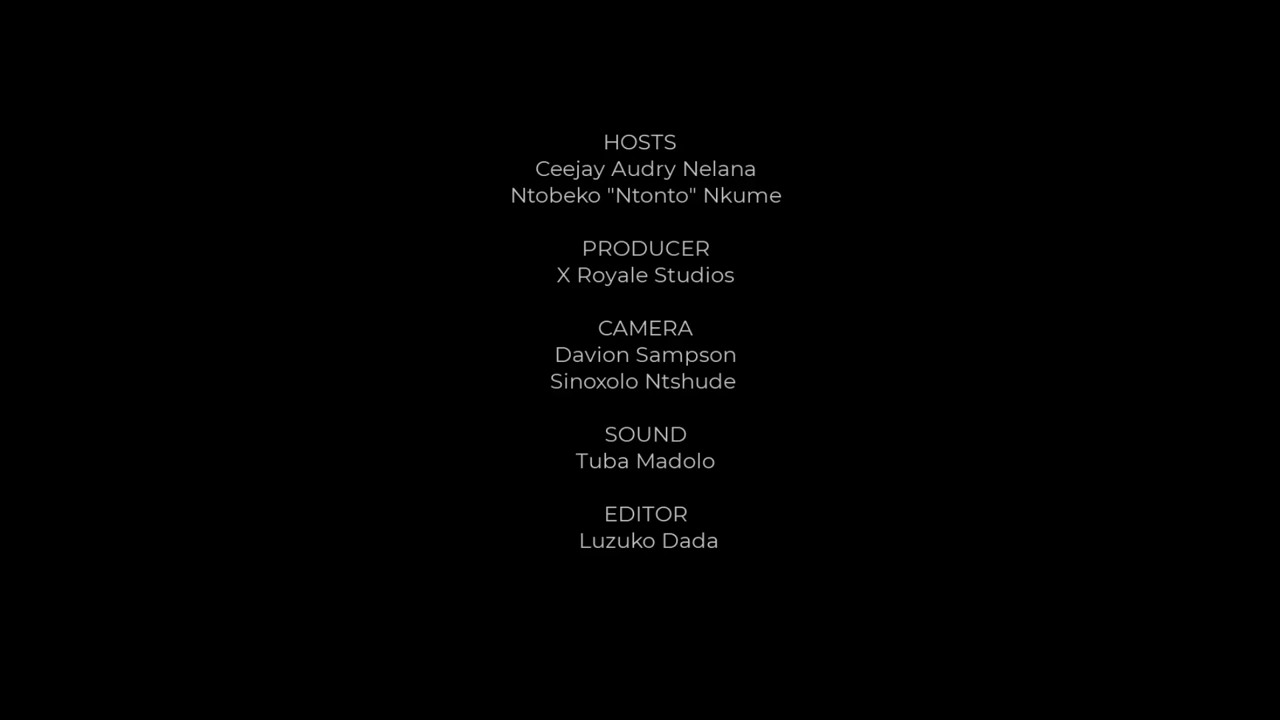 HOSTS
Ceejay Audry Nelana
Ntobeko "Ntonto" Nkume
PRODUCER
X Royale Studios
CAMERA
Davion Sampson
Sinoxolo Ntshude
SOUND
Tuba Madolo
EDITOR
Luzuko Dada